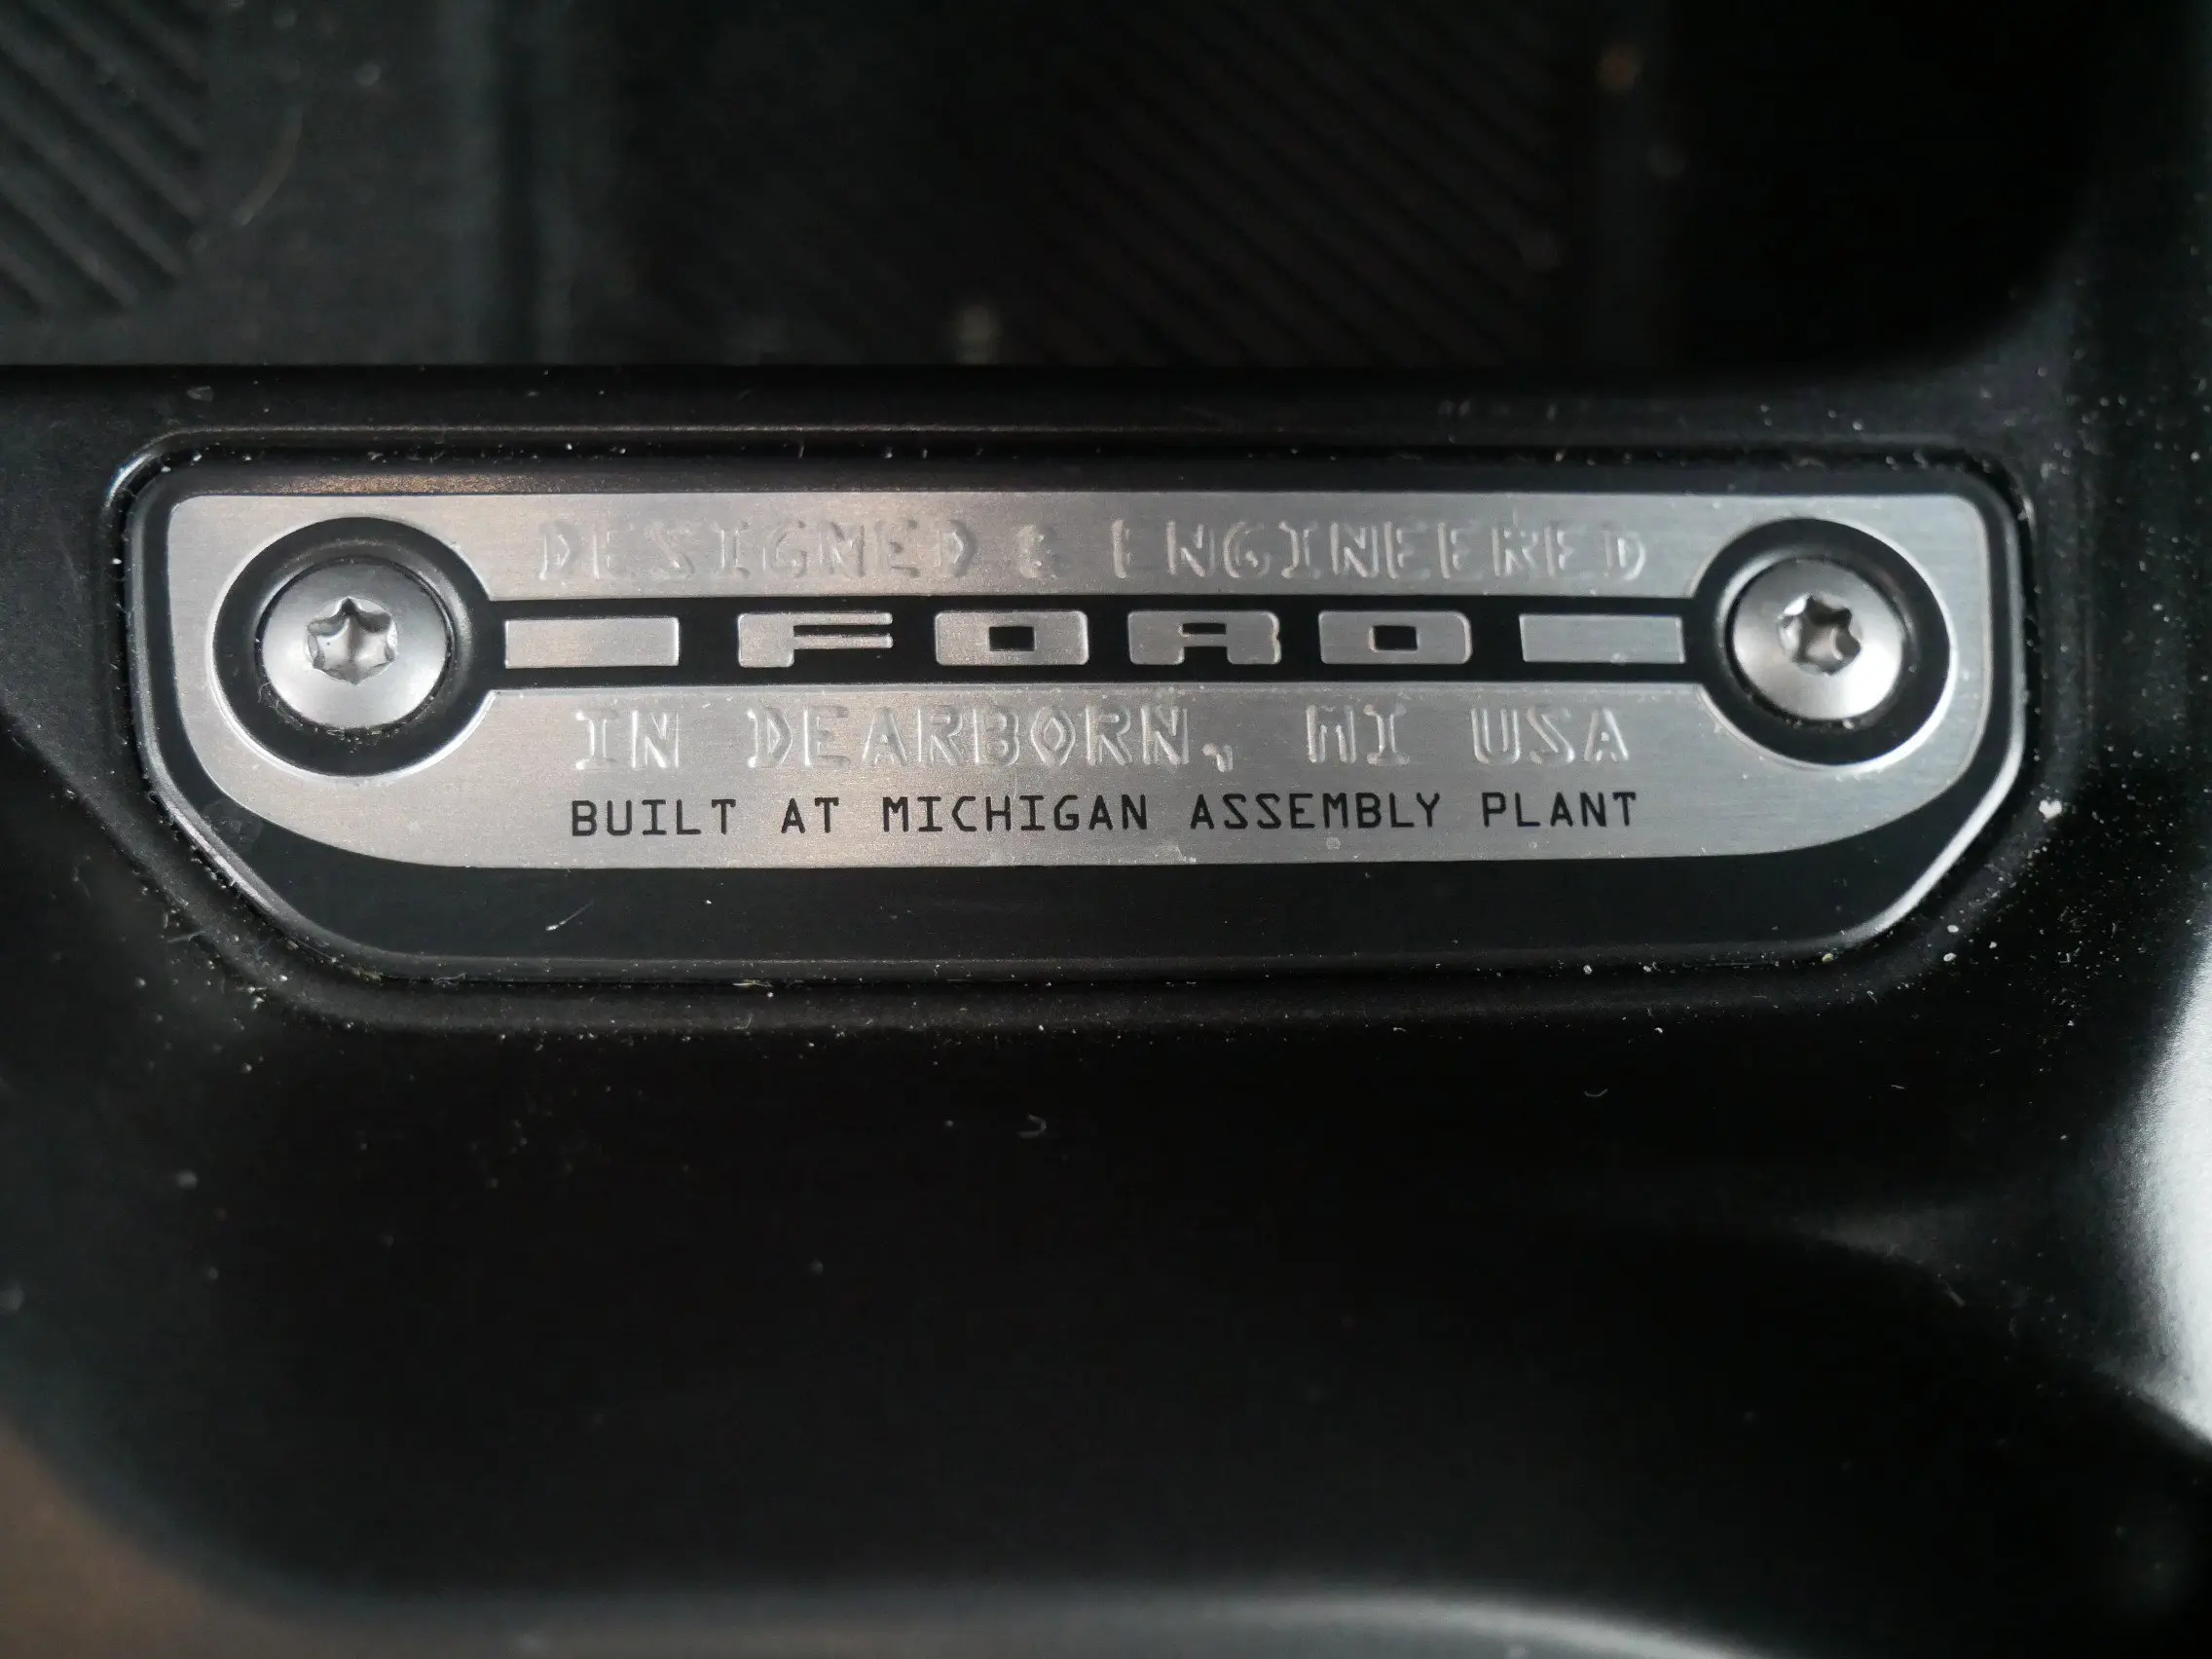 DESIGNED & ENGINEERED
FORD
IN DEARBORN, MI USA
BUILT AT MICHIGAN ASSEMBLY PLANT